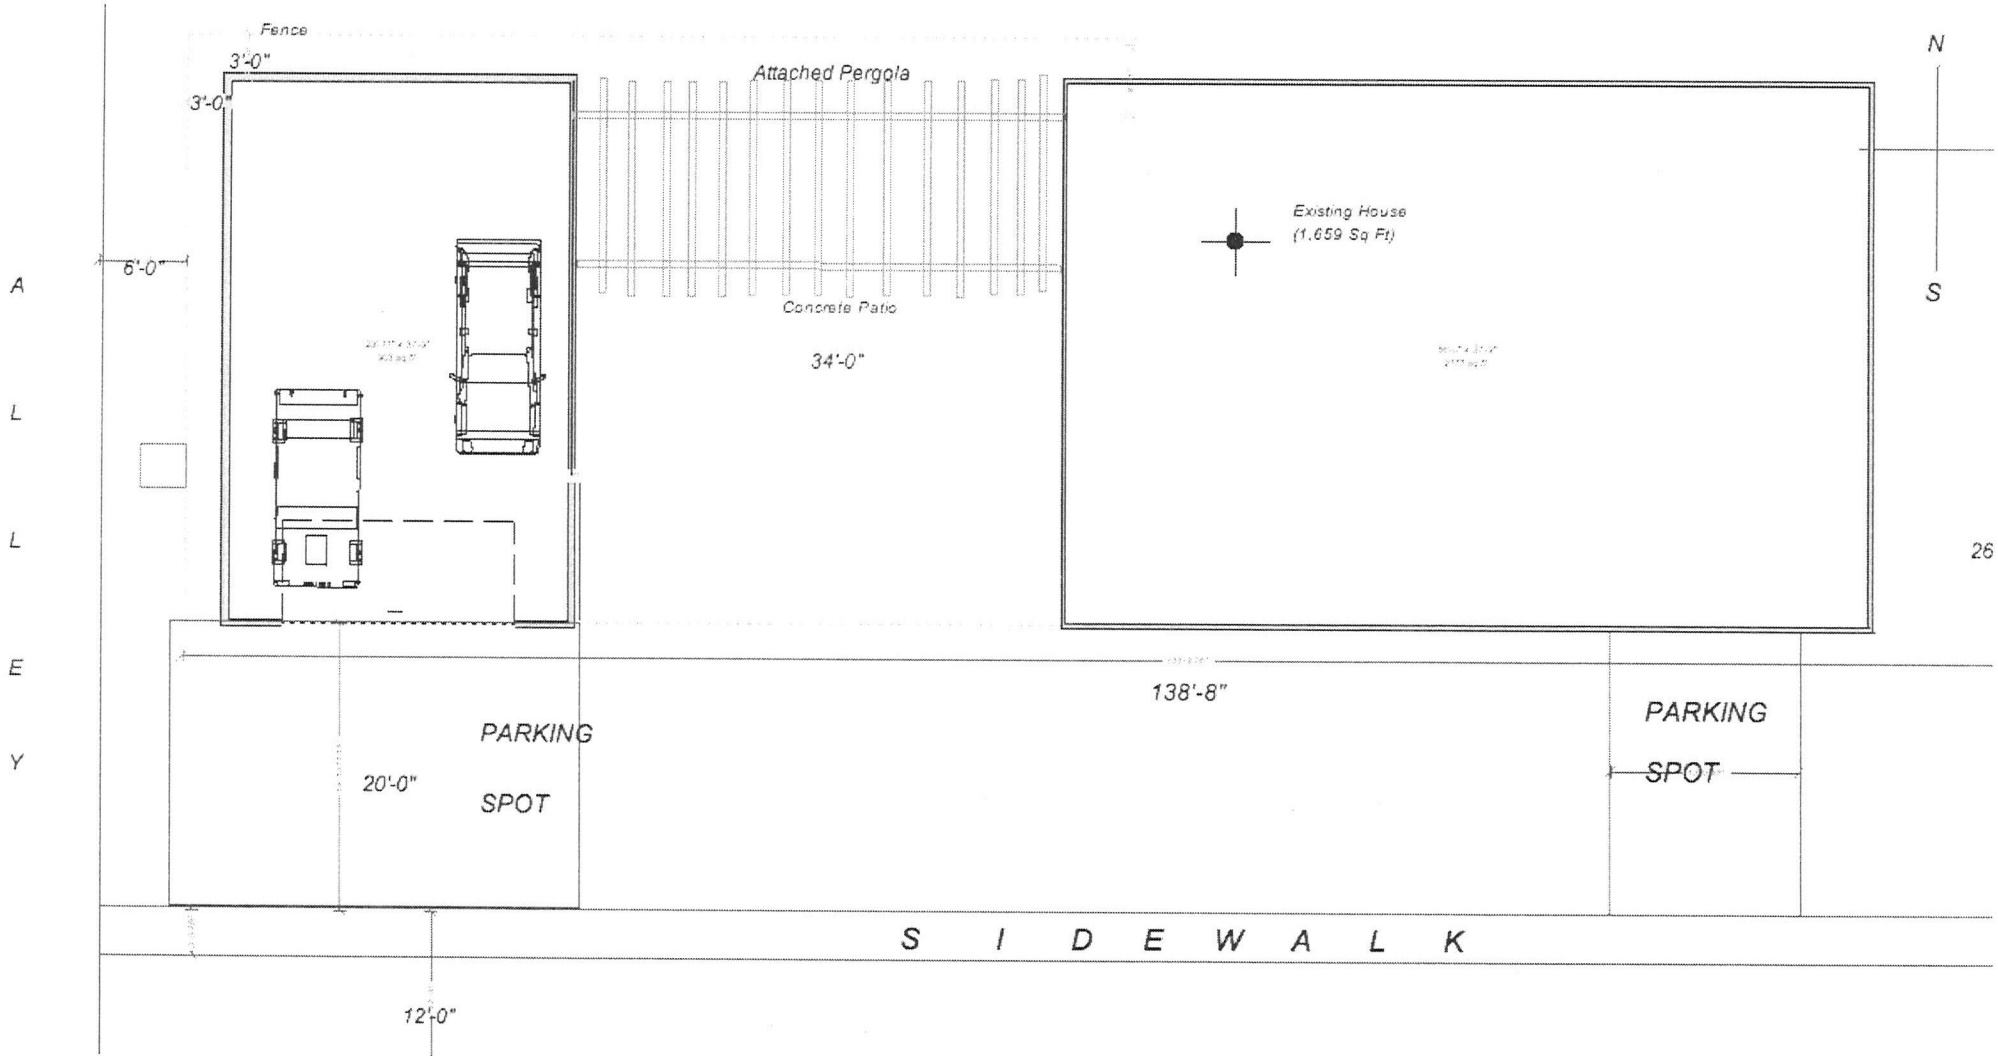 Fence
N
3'-0"
Attached Pergola
3'-0"
Existing House
(1,659 Sq Ft)
6'-0"
S
Concrete Patio
34'-0"
A
L
L
E
Y
26
138'-8"
PARKING
SPOT
20'-0"
PARKING
SPOT
S I D E W A L K
12'-0"